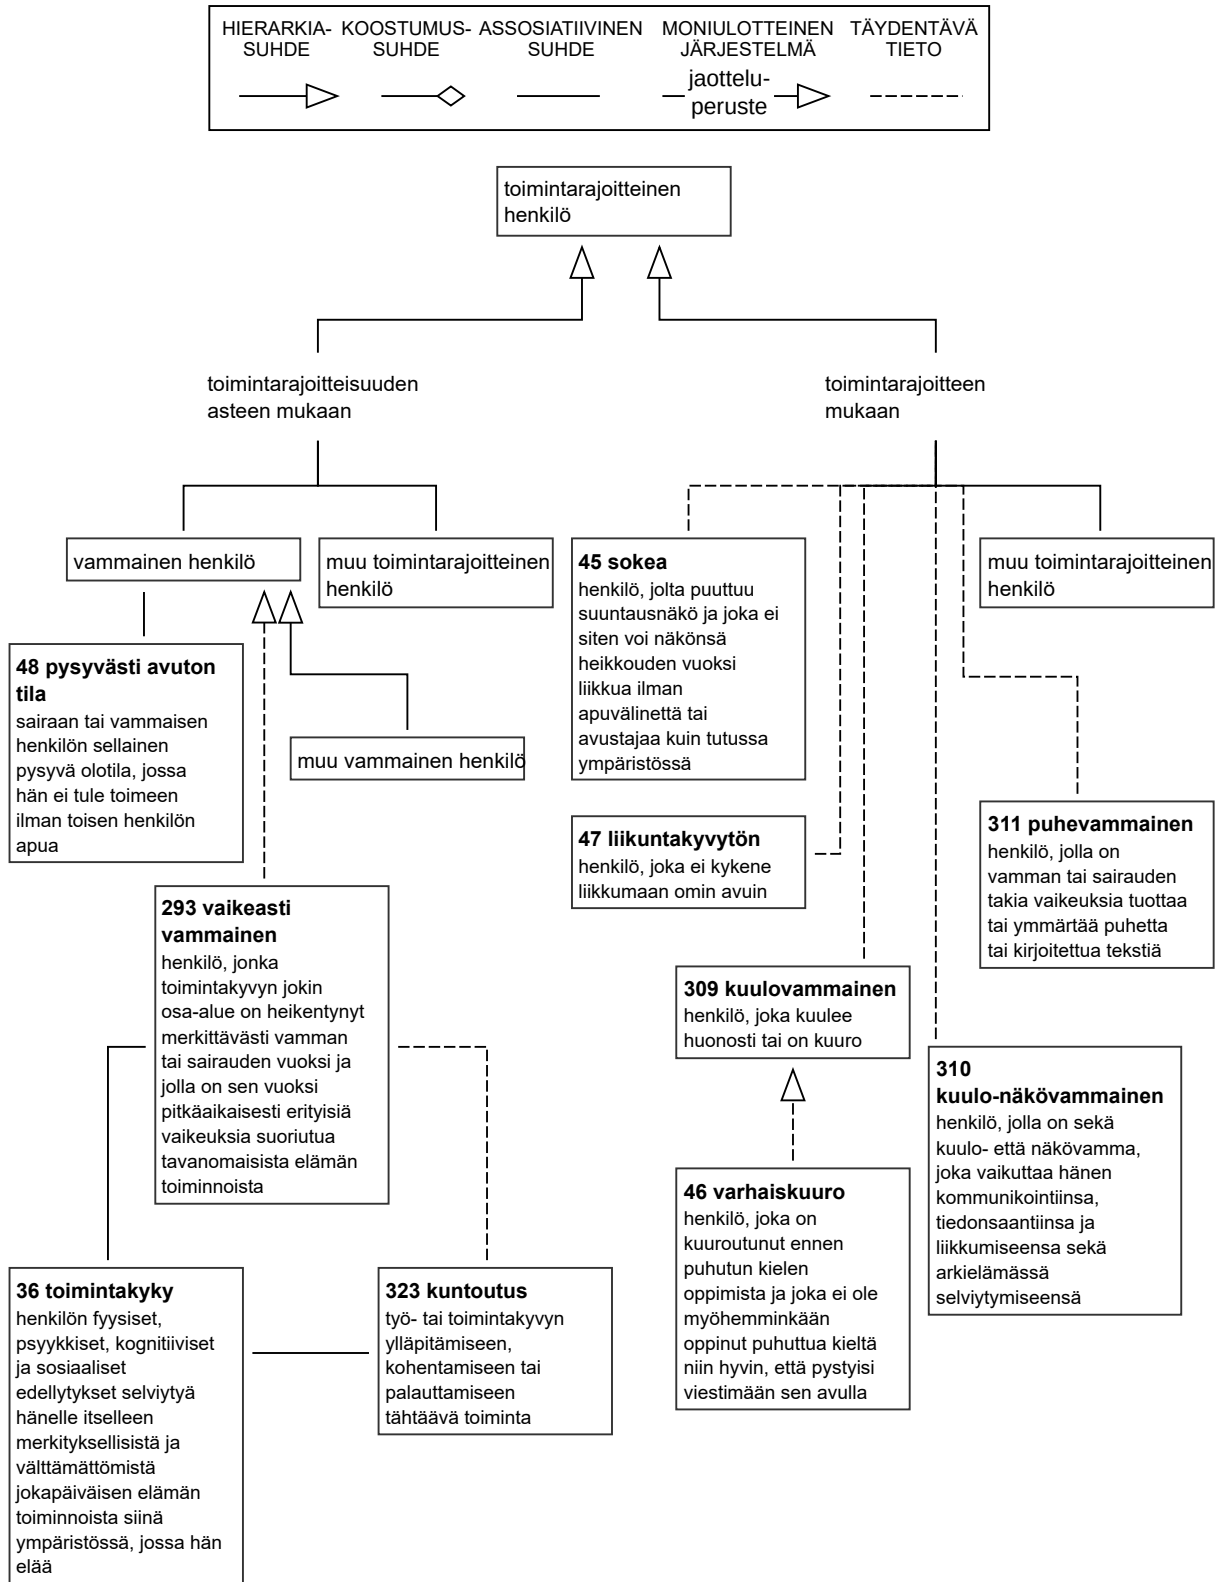 HIERARKIA-
SUHDE
KOOSTUMUS-
SUHDE
ASSOSIATIIVINEN
SUHDE
MONIULOTTEINEN
JÄRJESTELMÄ
jaottelu-
peruste
TÄYDENTÄVÄ
TIETO
toimintarajoitteinen
henkilö
toimintarajoitteisuuden
asteen mukaan
toimintarajoitteen
mukaan
vammainen henkilö
muu toimintarajoitteinen
henkilö
45 sokea
henkilö, jolta puuttuu
suuntausnäkö ja joka ei
siten voi näkönsä
heikkouden vuoksi
liikkua ilman
apuvälinettä tai
avustajaa kuin tutussa
ympäristössä
muu toimintarajoitteinen
henkilö
48 pysyvästi avuton
tila
sairaan tai vammaisen
henkilön sellainen
pysyvä olotila, jossa
hän ei tule toimeen
ilman toisen henkilön
apua
muu vammainen henkilö
47 liikuntakyvytön
henkilö, joka ei kykene
liikkumaan omin avuin
311 puhevammainen
henkilö, jolla on
vamman tai sairauden
takia vaikeuksia tuottaa
tai ymmärtää puhetta
tai kirjoitettua tekstiä
293 vaikeasti
vammainen
henkilö, jonka
toimintakyvyn jokin
osa-alue on heikentynyt
merkittävästi vamman
tai sairauden vuoksi ja
jolla on sen vuoksi
pitkäaikaisesti erityisiä
vaikeuksia suoriutua
tavanomaisista elämän
toiminnoista
309 kuulovammainen
henkilö, joka kuulee
huonosti tai on kuuro
310
kuulo-näkövammainen
henkilö, jolla on sekä
kuulo- että näkövamma,
joka vaikuttaa hänen
kommunikointiinsa,
tiedonsaantiinsa ja
liikkumiseensa sekä
arkielämässä
selviytymiseensä
46 varhaiskuuro
henkilö, joka on
kuuroutunut ennen
puhutun kielen
oppimista ja joka ei ole
myöhemminkään
oppinut puhuttua kieltä
niin hyvin, että pystyisi
viestimään sen avulla
36 toimintakyky
henkilön fyysiset,
psyykkiset, kognitiiviset
ja sosiaaliset
edellytykset selviytyä
hänelle itselleen
merkityksellisistä ja
välttämättömistä
jokapäiväisen elämän
toiminnoista siinä
ympäristössä, jossa hän
elää
323 kuntoutus
työ- tai toimintakyvyn
ylläpitämiseen,
kohentamiseen tai
palauttamiseen
tähtäävä toiminta